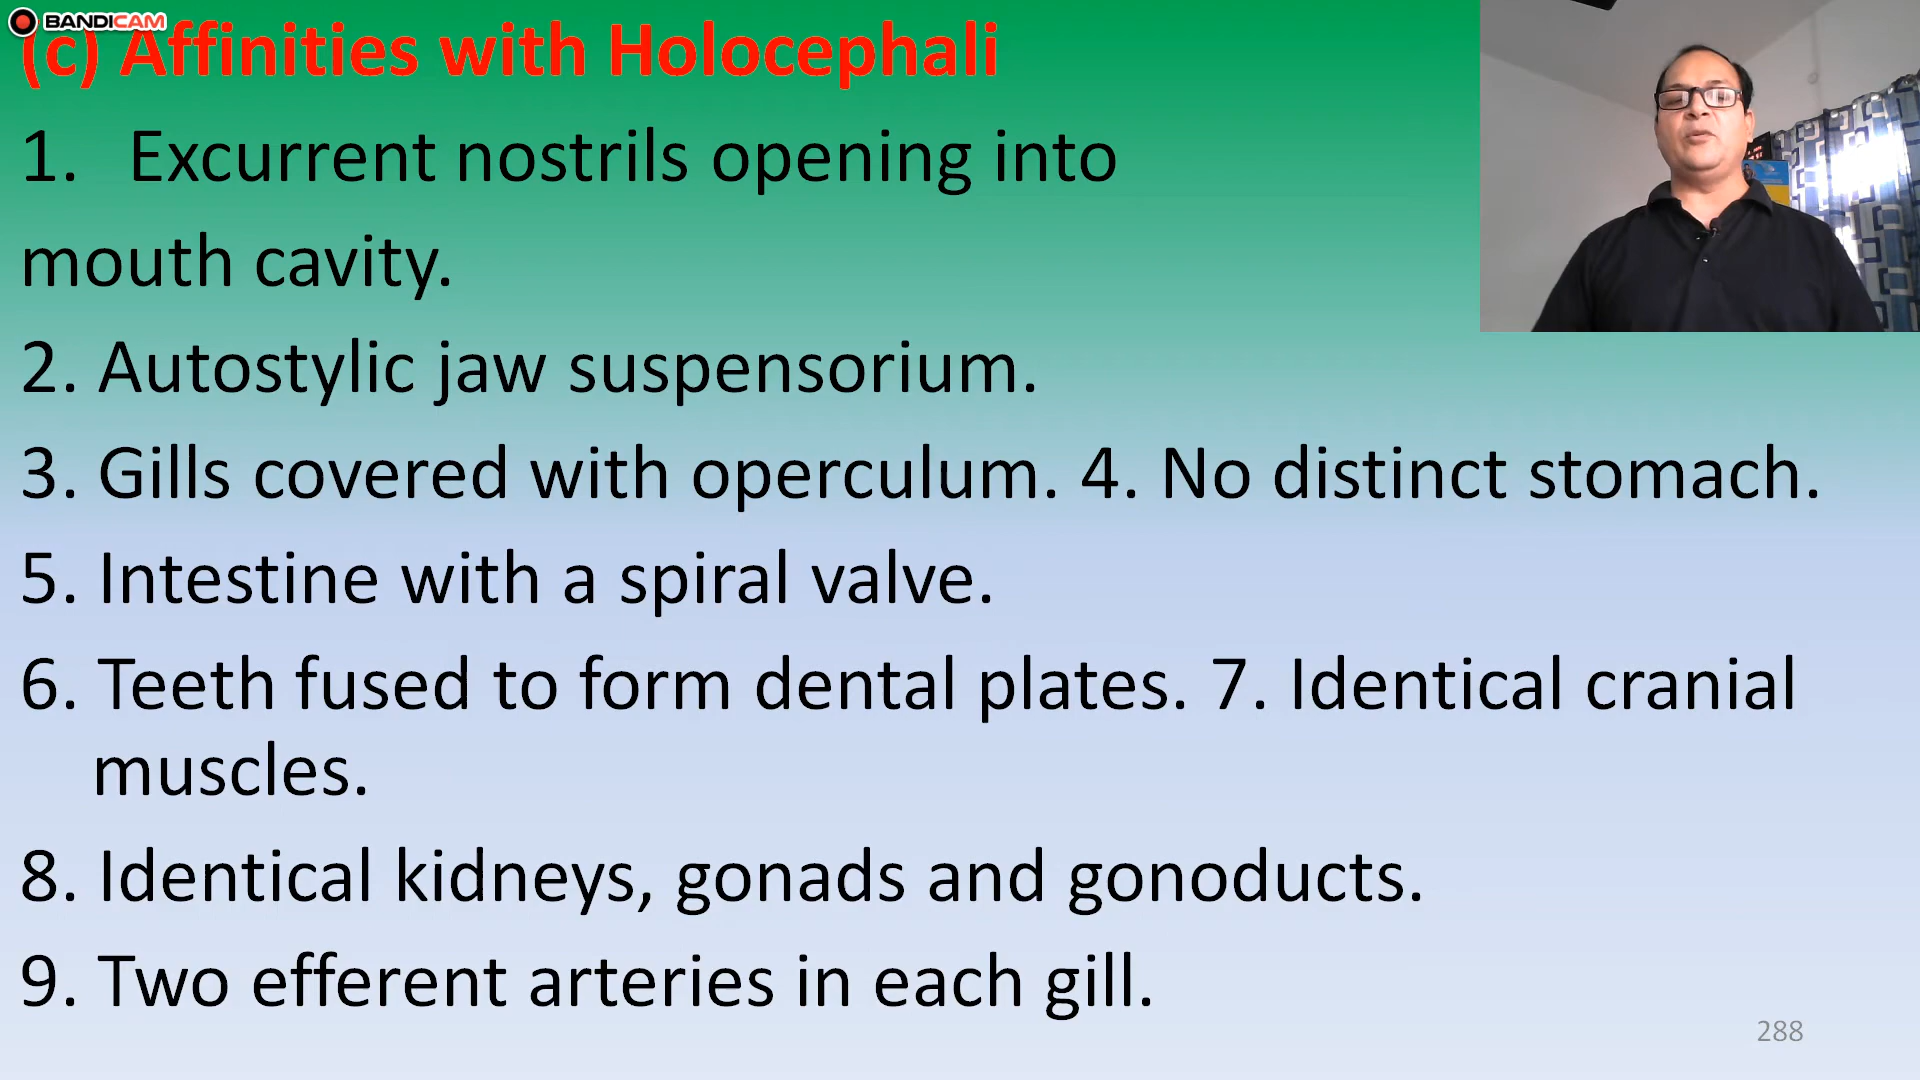 BANDICAM
(c) Affinities with Holocephali
1. Excurrent nostrils opening into
mouth cavity.
2. Autostylic jaw suspensorium.
3. Gills covered with operculum. 4. No distinct stomach.
5. Intestine with a spiral valve.
6. Teeth fused to form dental plates. 7. Identical cranial
muscles.
8. Identical kidneys, gonads and gonoducts.
9. Two efferent arteries in each gill.
288